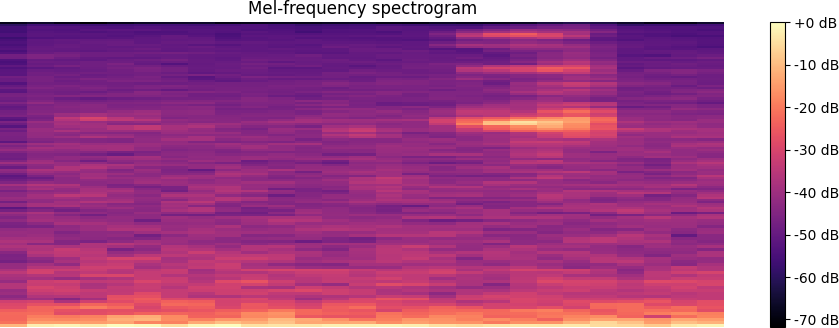 Mel-frequency spectrogram
+0 dB
-10 dB
-20 dB
-30 dB
-40 dB
-50 dB
-60 dB
-70 dB